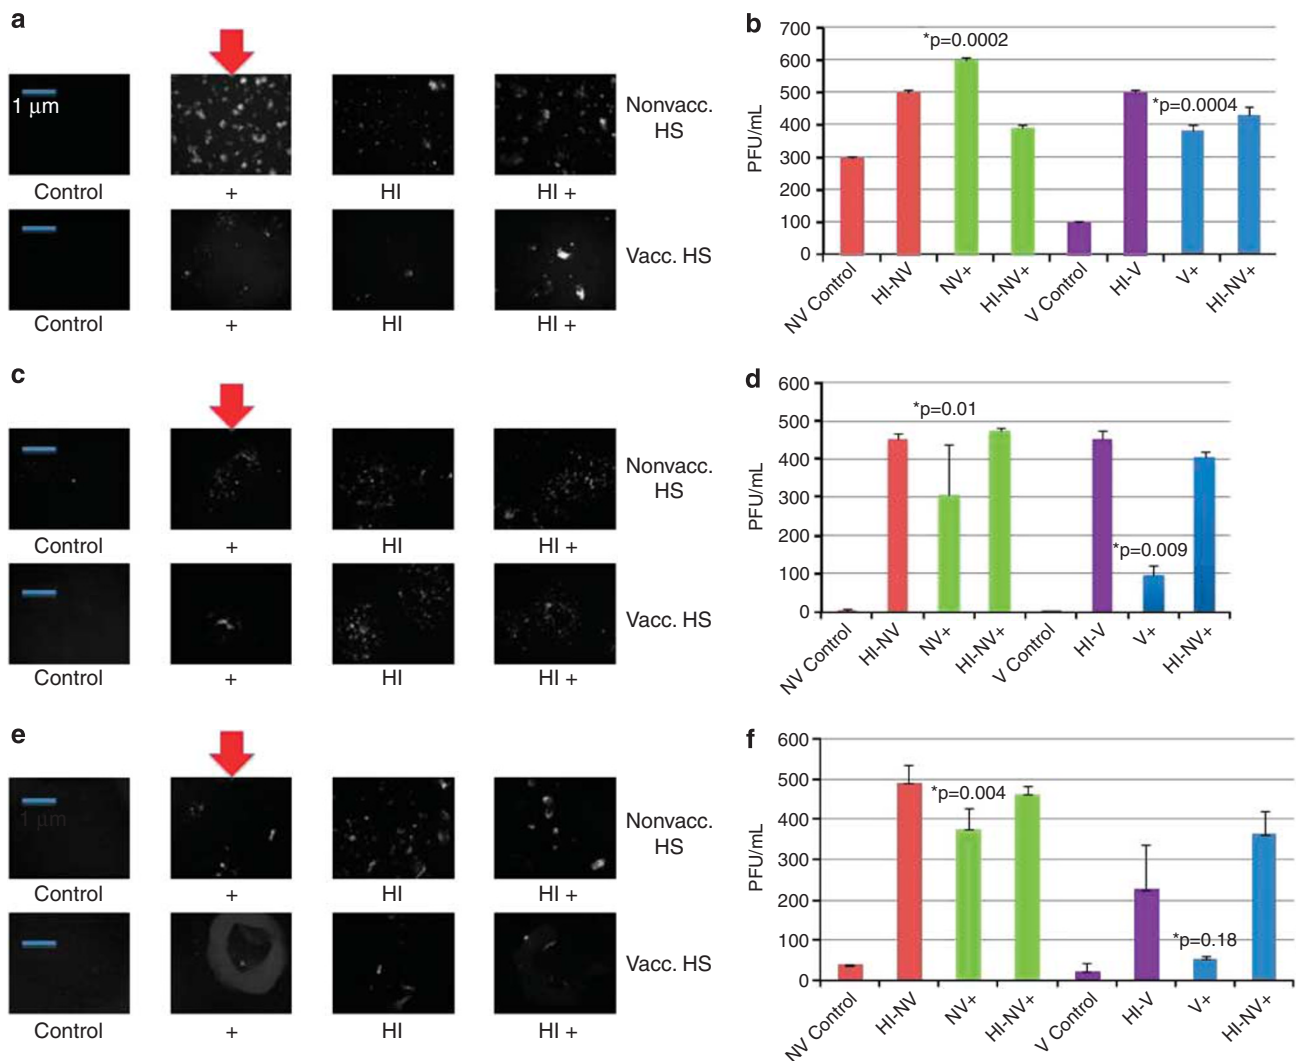 a
1 μm
Nonvacc.
HS
Control
+
HI
HI +
Vacc. HS
Control
+
HI
HI +
b
PFU/mL
700
600
500
400
300
200
100
0
*p=0.0002
*p=0.0004
NV Control
HI-NV
NV+
HI-NV+
V Control
HI-V
V+
HI-NV+
c
Nonvacc.
HS
Control
+
HI
HI +
Vacc. HS
Control
+
HI
HI +
d
PFU/mL
600
500
400
300
200
100
0
*p=0.01
*p=0.009
NV Control
HI-NV
NV+
HI-NV+
V Control
HI-V
V+
HI-NV+
e
1 μm
Nonvacc.
HS
Control
+
HI
HI +
Vacc. HS
Control
+
HI
HI +
f
PFU/mL
600
500
400
300
200
100
0
*p=0.004
*p=0.18
NV Control
HI-NV
NV+
HI-NV+
V Control
HI-V
V+
HI-NV+